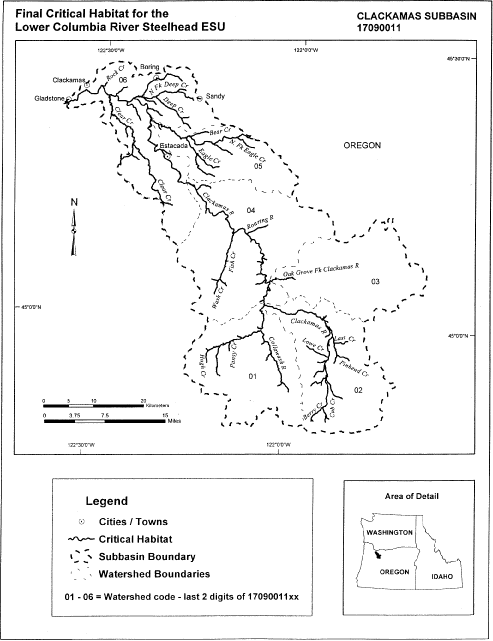 Final Critical Habitat for the
Lower Columbia River Steelhead ESU
CLACKAMAS SUBBASIN
17090011
122°30'0"W
122°0'0"W
45°30'0"N
Boring
Clackamas
Rock Cr
06
N. Fk Deep Cr
Gladstone
Sandy
Deep Cr
Clear Cr
Bear Cr
N. Fk Eagle Cr
OREGON
Estacada
Eagle Cr
05
Clear Cr
N
Clackamas R
04
Roaring R
Fish Cr
Oak Grove Fk Clackamas R
03
Wash Cr
45°0'0"N
Clackamas R
45°0'0"N
Last Cr
Lowe Cr
Pansy Cr
Collawash R
Pinhead Cr
01
02
Berry Cr
Cub Cr
0 5 10 20
Kilometers
0 3.75 7.5 15
Miles
122°30'0"W
122°0'0"W
Legend
Cities / Towns
Critical Habitat
Subbasin Boundary
Watershed Boundaries
01 - 06 = Watershed code - last 2 digits of 17090011xx
Area of Detail
WASHINGTON
OREGON
IDAHO